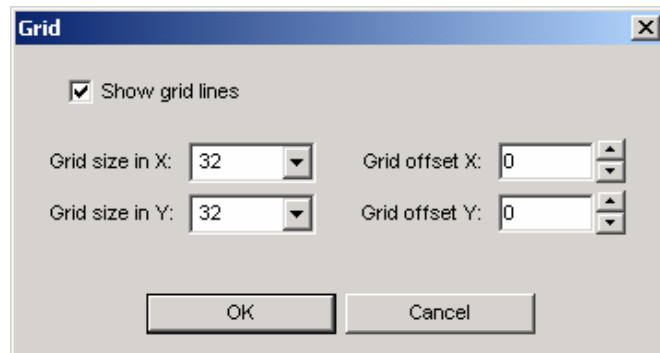 Grid
Show grid lines
Grid size in X: 32 Grid offset X: 0
Grid size in Y: 32 Grid offset Y: 0
OK Cancel